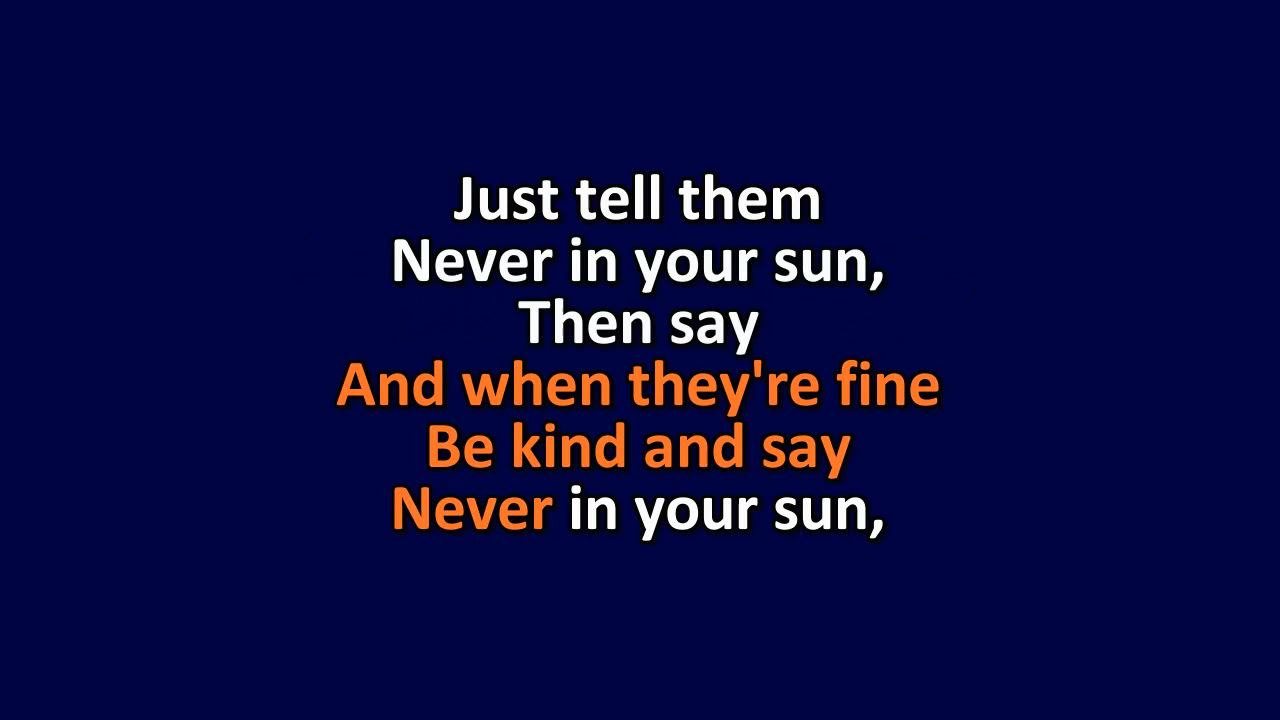 Just tell them
Never in your sun,
Then say
And when they're fine
Be kind and say
Never in your sun,